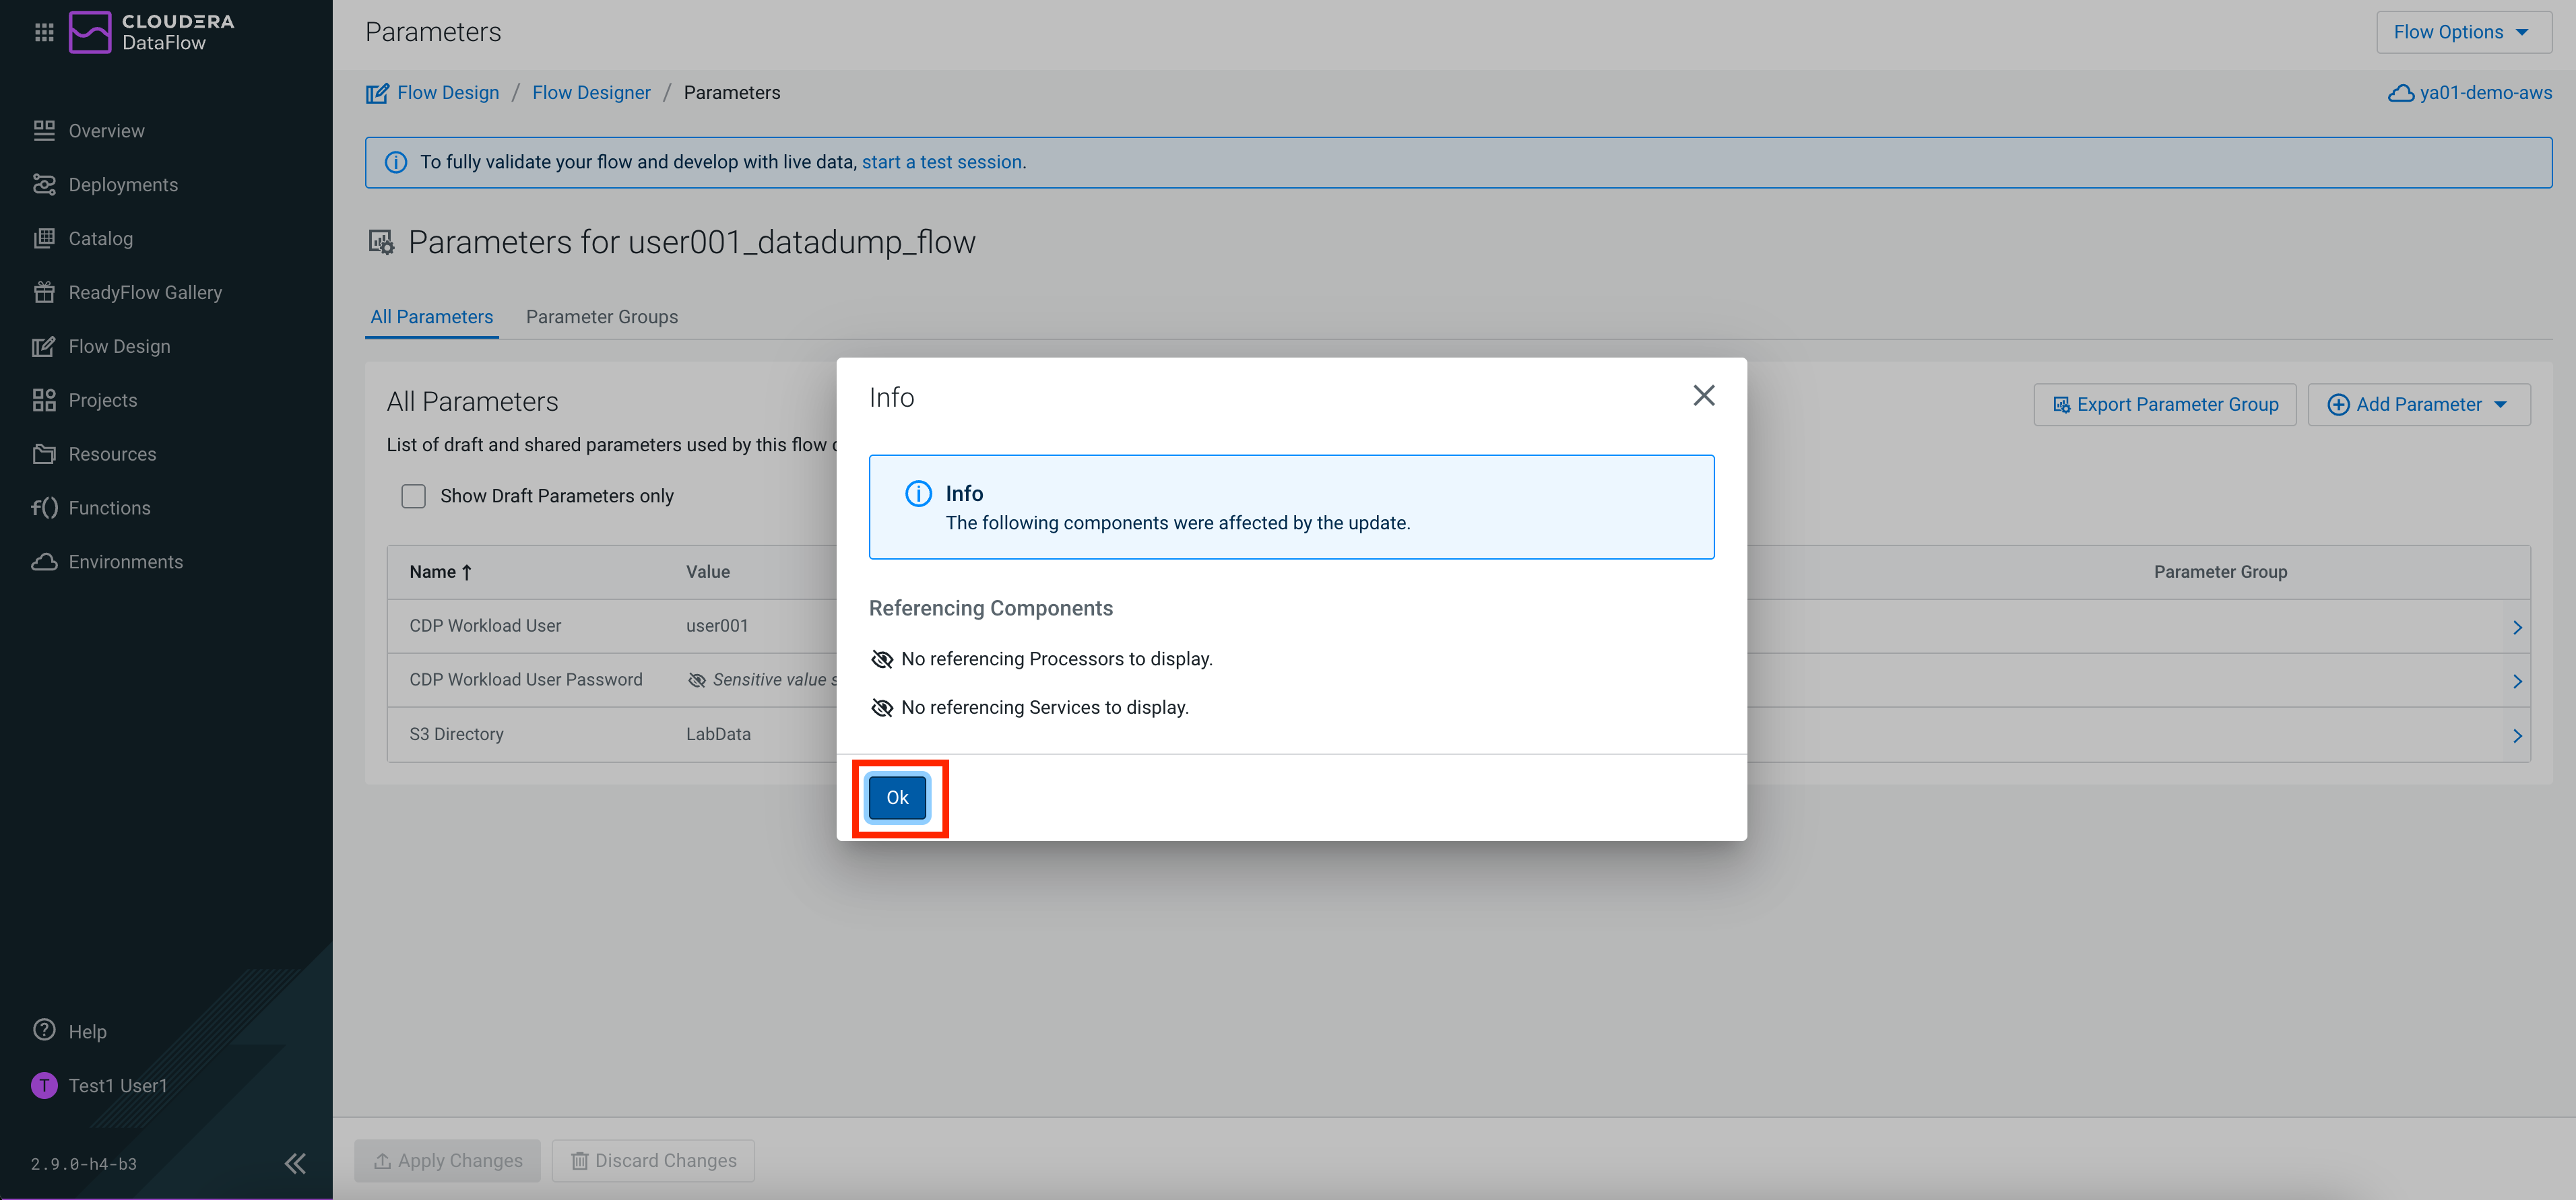 CLOUDERA
DataFlow
Parameters
Flow Options
Overview
Deployments
Catalog
ReadyFlow Gallery
Flow Design
Projects
Resources
f() Functions
Environments
Help
T Test1 User1
2.9.0-h4-b3
Flow Design / Flow Designer / Parameters
ya01-demo-aws
To fully validate your flow and develop with live data, start a test session.
Parameters for user001_datadump_flow
All Parameters
Parameter Groups
All Parameters
Export Parameter Group
Add Parameter
List of draft and shared parameters used by this flow
Show Draft Parameters only
Name Value Parameter Group
CDP Workload User user001
CDP Workload User Password Sensitive value
S3 Directory LabData
Info
Info
The following components were affected by the update.
Referencing Components
No referencing Processors to display.
No referencing Services to display.
Ok
Apply Changes
Discard Changes